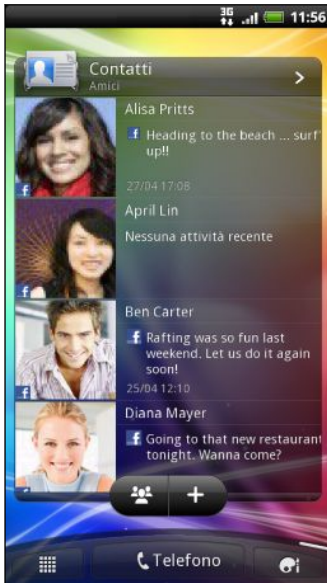 3G 11:56
Contatti
Amici
Alisa Pritts
Heading to the beach ... surf'
up!!
27/04 17:08
April Lin
Nessuna attività recente
Ben Carter
Rafting was so fun last
weekend. Let us do it again
soon!
25/04 12:10
Diana Mayer
Going to that new restaurant
tonight. Wanna come?
Telefono